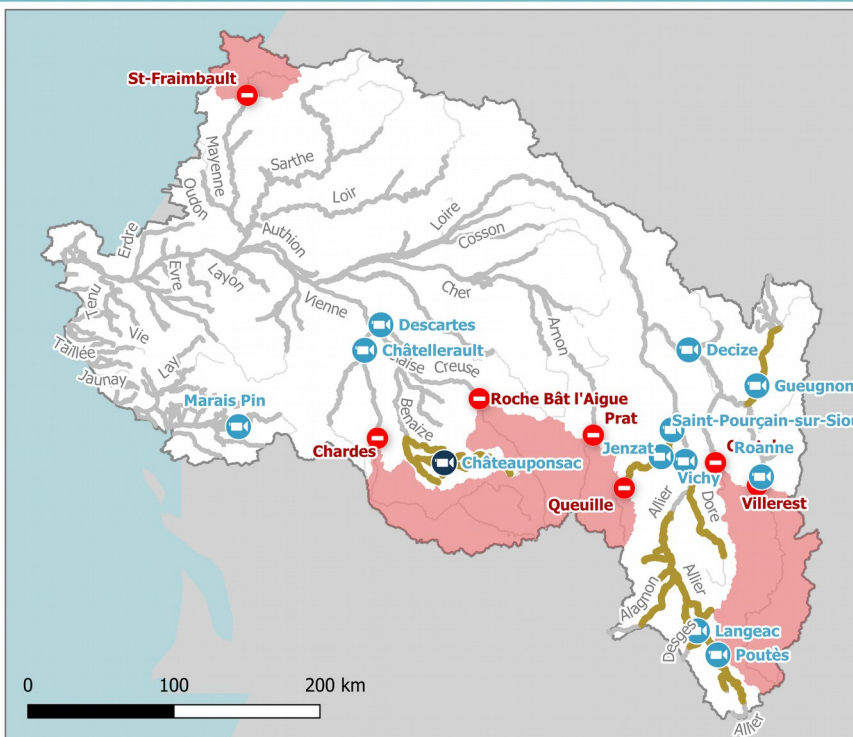 St-Fraimbault
Mayenne
Sarthe
Oudon
Loir
Erdre
Authion
Loire
Cosson
Evre
Layon
Tenu
Cher
Vienne
Vie
Taillée
Lay
Jaunay
Arnon
Descartes
Châtellerault
Creuse
Decize
Gueugnon
Marais Pin
Benaize
Roche Bât l'Aigue
Prat
Saint-Pourçain-sur-Siou
Chardes
Châteauponsac
Jenzat
Roanne
Vichy
Queuille
Villerest
Allier
Dore
Allier
Alagnon
Desges
Langeac
Poutès
Allier
0
100
200 km